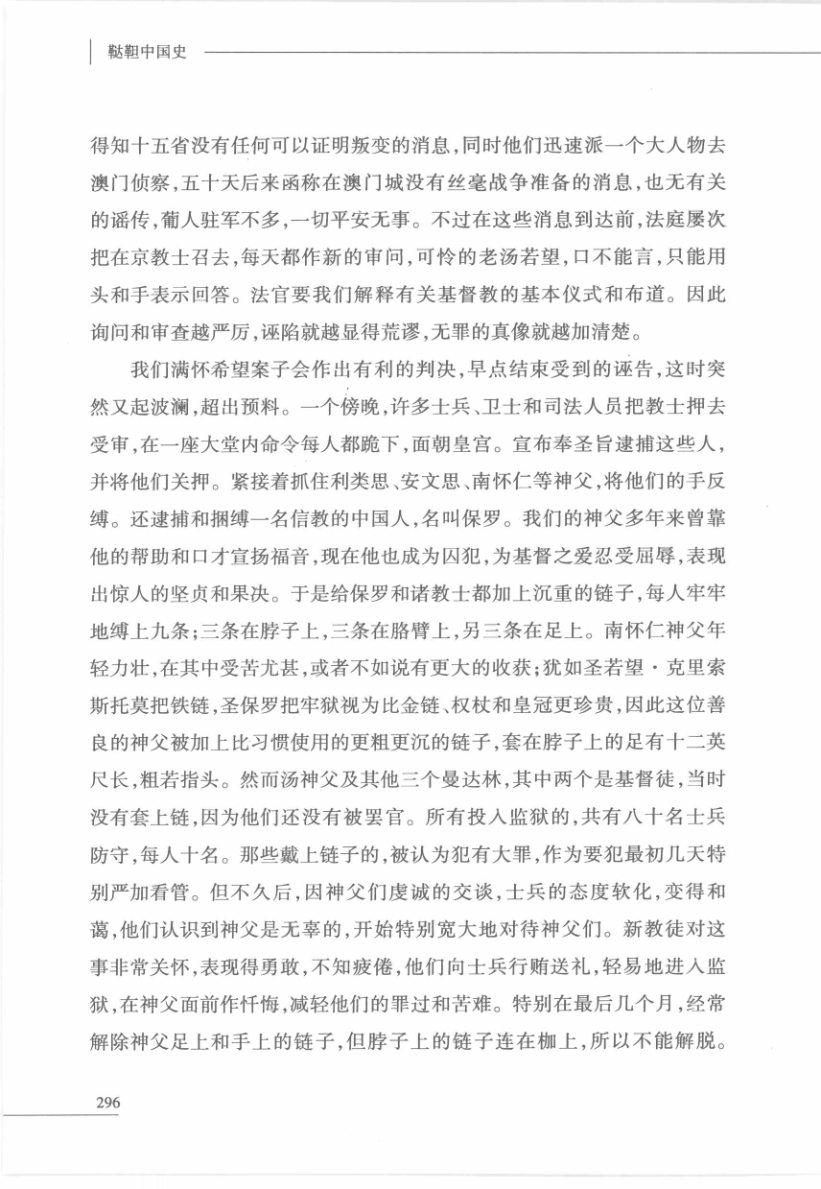 鞑靼中国史
得知十五省没有任何可以证明叛变的消息,同时他们迅速派一个大人物去
澳门侦察,五十天后来函称在澳门城没有丝毫战争准备的消息,也无有关
的谣传,葡人驻军不多,一切平安无事。不过在这些消息到达前,法庭屡次
把在京教士召去,每天都作新的审问,可怜的老汤若望,口不能言,只能用
头和手表示回答。法官要我们解释有关基督教的基本仪式和布道。因此
询问和审查越严厉,诬陷就越显得荒谬,无罪的真像就越加清楚。
我们满怀希望案子会作出有利的判决,早点结束受到的诬告,这时突
然又起波澜,超出预料。一个傍晚,许多士兵、卫士和司法人员把教士押去
受审,在一座大堂内命令每人都跪下,面朝皇宫。宣布奉圣旨逮捕这些人,
并将他们关押。紧接着抓住利类思、安文思、南怀仁等神父,将他们的手反
缚。还逮捕和捆缚一名信教的中国人,名叫保罗。我们的神父多年来曾靠
他的帮助和口才宣扬福音,现在他也成为囚犯,为基督之爱忍受屈辱,表现
出惊人的坚贞和果决。于是给保罗和诸教士都加上沉重的链子,每人牢牢
地缚上九条;三条在脖子上,三条在胳臂上,另三条在足上。南怀仁神父年
轻力壮,在其中受苦尤甚,或者不如说有更大的收获;犹如圣若望·克里索
斯托莫把铁链,圣保罗把牢狱视为比金链、权杖和皇冠更珍贵,因此这位善
良的神父被加上比习惯使用的更粗更沉的链子,套在脖子上的足有十二英
尺长,粗若指头。然而汤神父及其他三个曼达林,其中两个是基督徒,当时
没有套上链,因为他们还没有被罢官。所有投入监狱的,共有八十名士兵
防守,每人十名。那些戴上链子的,被认为犯有大罪,作为要犯最初几天特
别严加看管。但不久后,因神父们虔诚的交谈,士兵的态度软化,变得和
蔼,他们认识到神父是无辜的,开始特别宽大地对待神父们。新教徒对这
事非常关怀,表现得勇敢,不知疲倦,他们向士兵行贿送礼,轻易地进入监
狱,在神父面前作忏悔,减轻他们的罪过和苦难。特别在最后几个月,经常
解除神父足上和手上的链子,但脖子上的链子连在枷上,所以不能解脱。
296